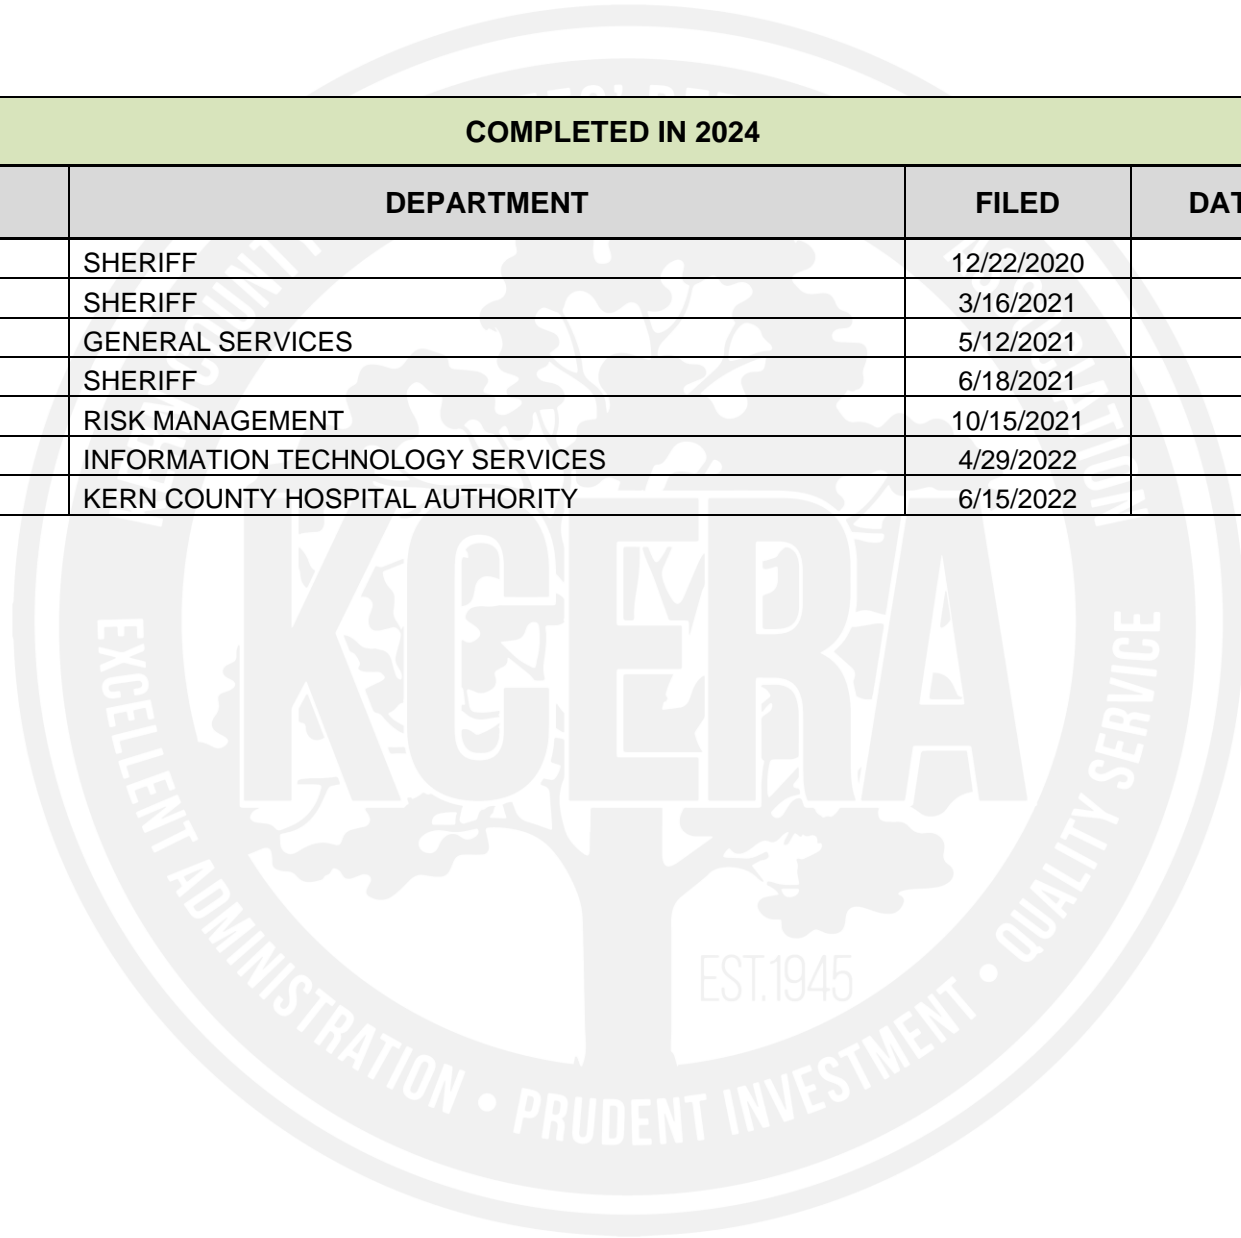 COMPLETED IN 2024
DEPARTMENT FILED DAT
SHERIFF 12/22/2020
SHERIFF 3/16/2021
GENERAL SERVICES 5/12/2021
SHERIFF 6/18/2021
RISK MANAGEMENT 10/15/2021
INFORMATION TECHNOLOGY SERVICES 4/29/2022
KERN COUNTY HOSPITAL AUTHORITY 6/15/2022
KCERA
EST.1945
EXCELLENT ADMINISTRATION • PRUDENT INVESTMENT • QUALITY SERVICE